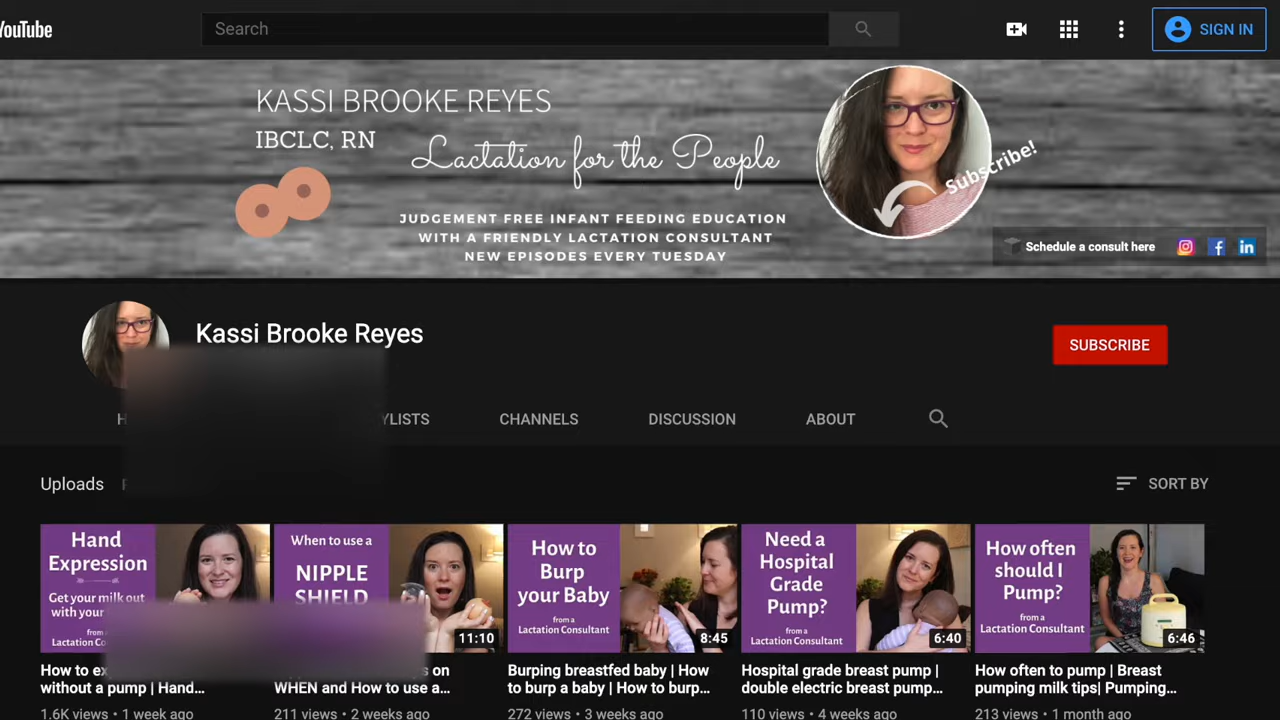 YouTube
Search
SIGN IN
KASSI BROOKE REYES
IBCLC, RN
Lactation for the People
JUDGEMENT FREE INFANT FEEDING EDUCATION
WITH A FRIENDLY LACTATION CONSULTANT
NEW EPISODES EVERY TUESDAY
Subscribe!
Schedule a consult here
Kassi Brooke Reyes
SUBSCRIBE
CHANNELS
DISCUSSION
ABOUT
Uploads
SORT BY
Hand
Expression
Get your milk out
with your
from a
Lactation
When to use a
NIPPLE
SHIELD
11:10
How to
Burp
your Baby
from a
Lactation Consultant
8:45
Need a
Hospital
Grade
Pump?
from a
Lactation Consultant
6:40
How often
should I
Pump?
from a
Lactation Consultant
6:46
How to
without a pump | Hand...
on
WHEN and How to use a...
Burping breastfed baby | How
to burp a baby | How to burp...
Hospital grade breast pump |
double electric breast pump...
How often to pump | Breast
pumping milk tips| Pumping...
1.6K views • 1 week ago
211 views • 2 weeks ago
272 views • 3 weeks ago
110 views • 4 weeks ago
213 views • 1 month ago